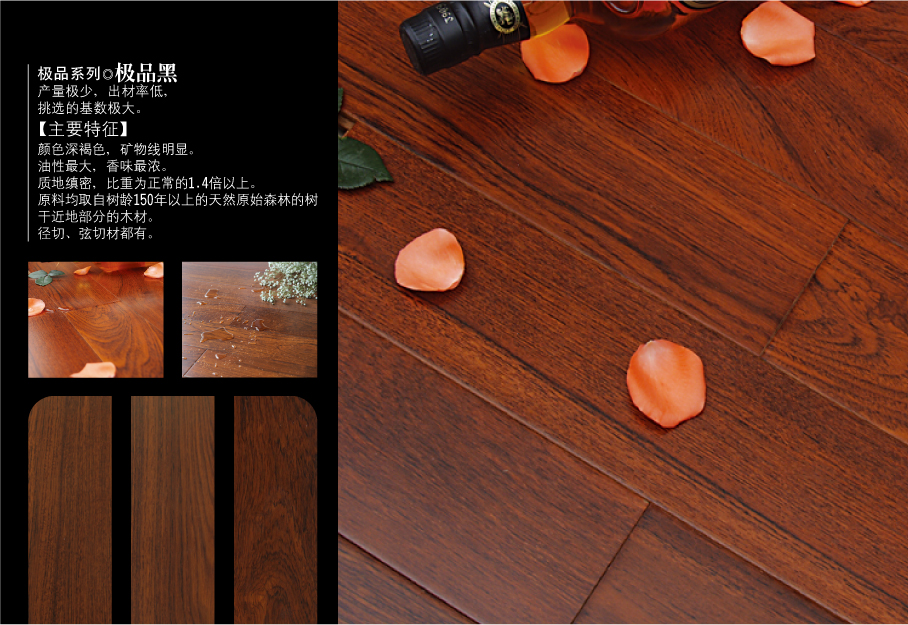 极品系列◎极品黑
产量极少，出材率低，
挑选的基数极大。
【主要特征】
颜色深褐色，矿物线明显。
油性最大，香味最浓。
质地缜密，比重为正常的1.4倍以上。
原料均取自树龄150年以上的天然原始森林的树
干近地部分的木材。
径切、弦切材都有。